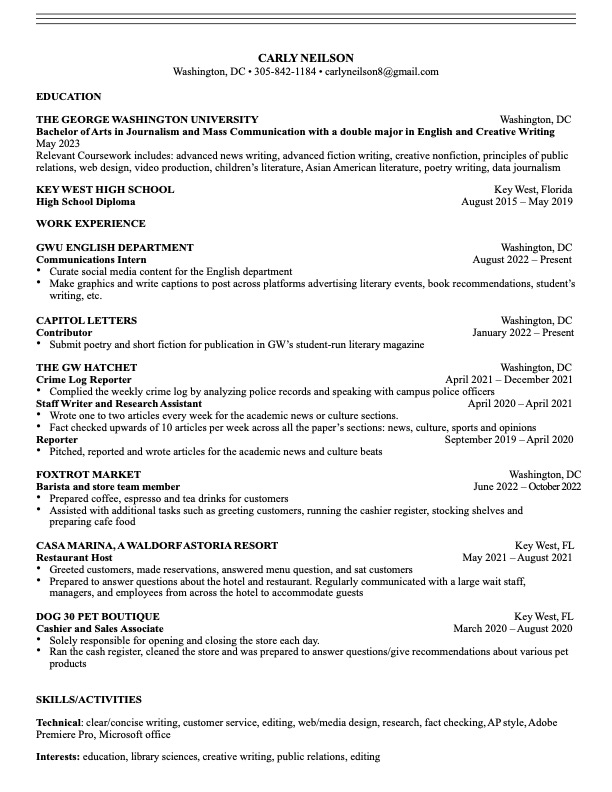 CARLY NEILSON
Washington, DC • 305-842-1184 • carlyneilson8@gmail.com
EDUCATION
THE GEORGE WASHINGTON UNIVERSITY Washington, DC
Bachelor of Arts in Journalism and Mass Communication with a double major in English and Creative Writing
May 2023
Relevant Coursework includes: advanced news writing, advanced fiction writing, creative nonfiction, principles of public
relations, web design, video production, children's literature, Asian American literature, poetry writing, data journalism
KEY WEST HIGH SCHOOL Key West, Florida
High School Diploma August 2015 – May 2019
WORK EXPERIENCE
GWU ENGLISH DEPARTMENT Washington, DC
Communications Intern August 2022 – Present
• Curate social media content for the English department
• Make graphics and write captions to post across platforms advertising literary events, book recommendations, student's
writing, etc.
CAPITOL LETTERS Washington, DC
Contributor January 2022 – Present
• Submit poetry and short fiction for publication in GW's student-run literary magazine
THE GW HATCHET Washington, DC
Crime Log Reporter April 2021 – December 2021
• Complied the weekly crime log by analyzing police records and speaking with campus police officers
Staff Writer and Research Assistant April 2020 – April 2021
• Wrote one to two articles every week for the academic news or culture sections.
• Fact checked upwards of 10 articles per week across all the paper's sections: news, culture, sports and opinions
Reporter September 2019 – April 2020
• Pitched, reported and wrote articles for the academic news and culture beats
FOXTROT MARKET Washington, DC
Barista and store team member June 2022 – October 2022
• Prepared coffee, espresso and tea drinks for customers
• Assisted with additional tasks such as greeting customers, running the cashier register, stocking shelves and
preparing cafe food
CASA MARINA, A WALDORF ASTORIA RESORT Key West, FL
Restaurant Host May 2021 – August 2021
• Greeted customers, made reservations, answered menu question, and sat customers
• Prepared to answer questions about the hotel and restaurant. Regularly communicated with a large wait staff,
managers, and employees from across the hotel to accommodate guests
DOG 30 PET BOUTIQUE Key West, FL
Cashier and Sales Associate March 2020 – August 2020
• Solely responsible for opening and closing the store each day.
• Ran the cash register, cleaned the store and was prepared to answer questions/give recommendations about various pet
products
SKILLS/ACTIVITIES
Technical: clear/concise writing, customer service, editing, web/media design, research, fact checking, AP style, Adobe
Premiere Pro, Microsoft office
Interests: education, library sciences, creative writing, public relations, editing